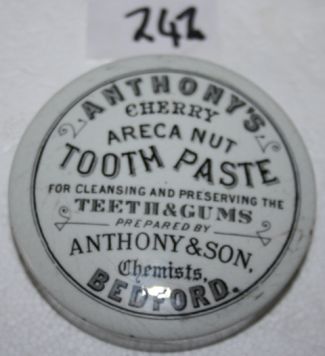 242
ANTHONY'S
CHERRY
ARECA NUT
TOOTH PASTE
FOR CLEANSING AND PRESERVING THE
TEETH & GUMS
PREPARED BY
ANTHONY & SON,
Chemists,
BEDFORD.